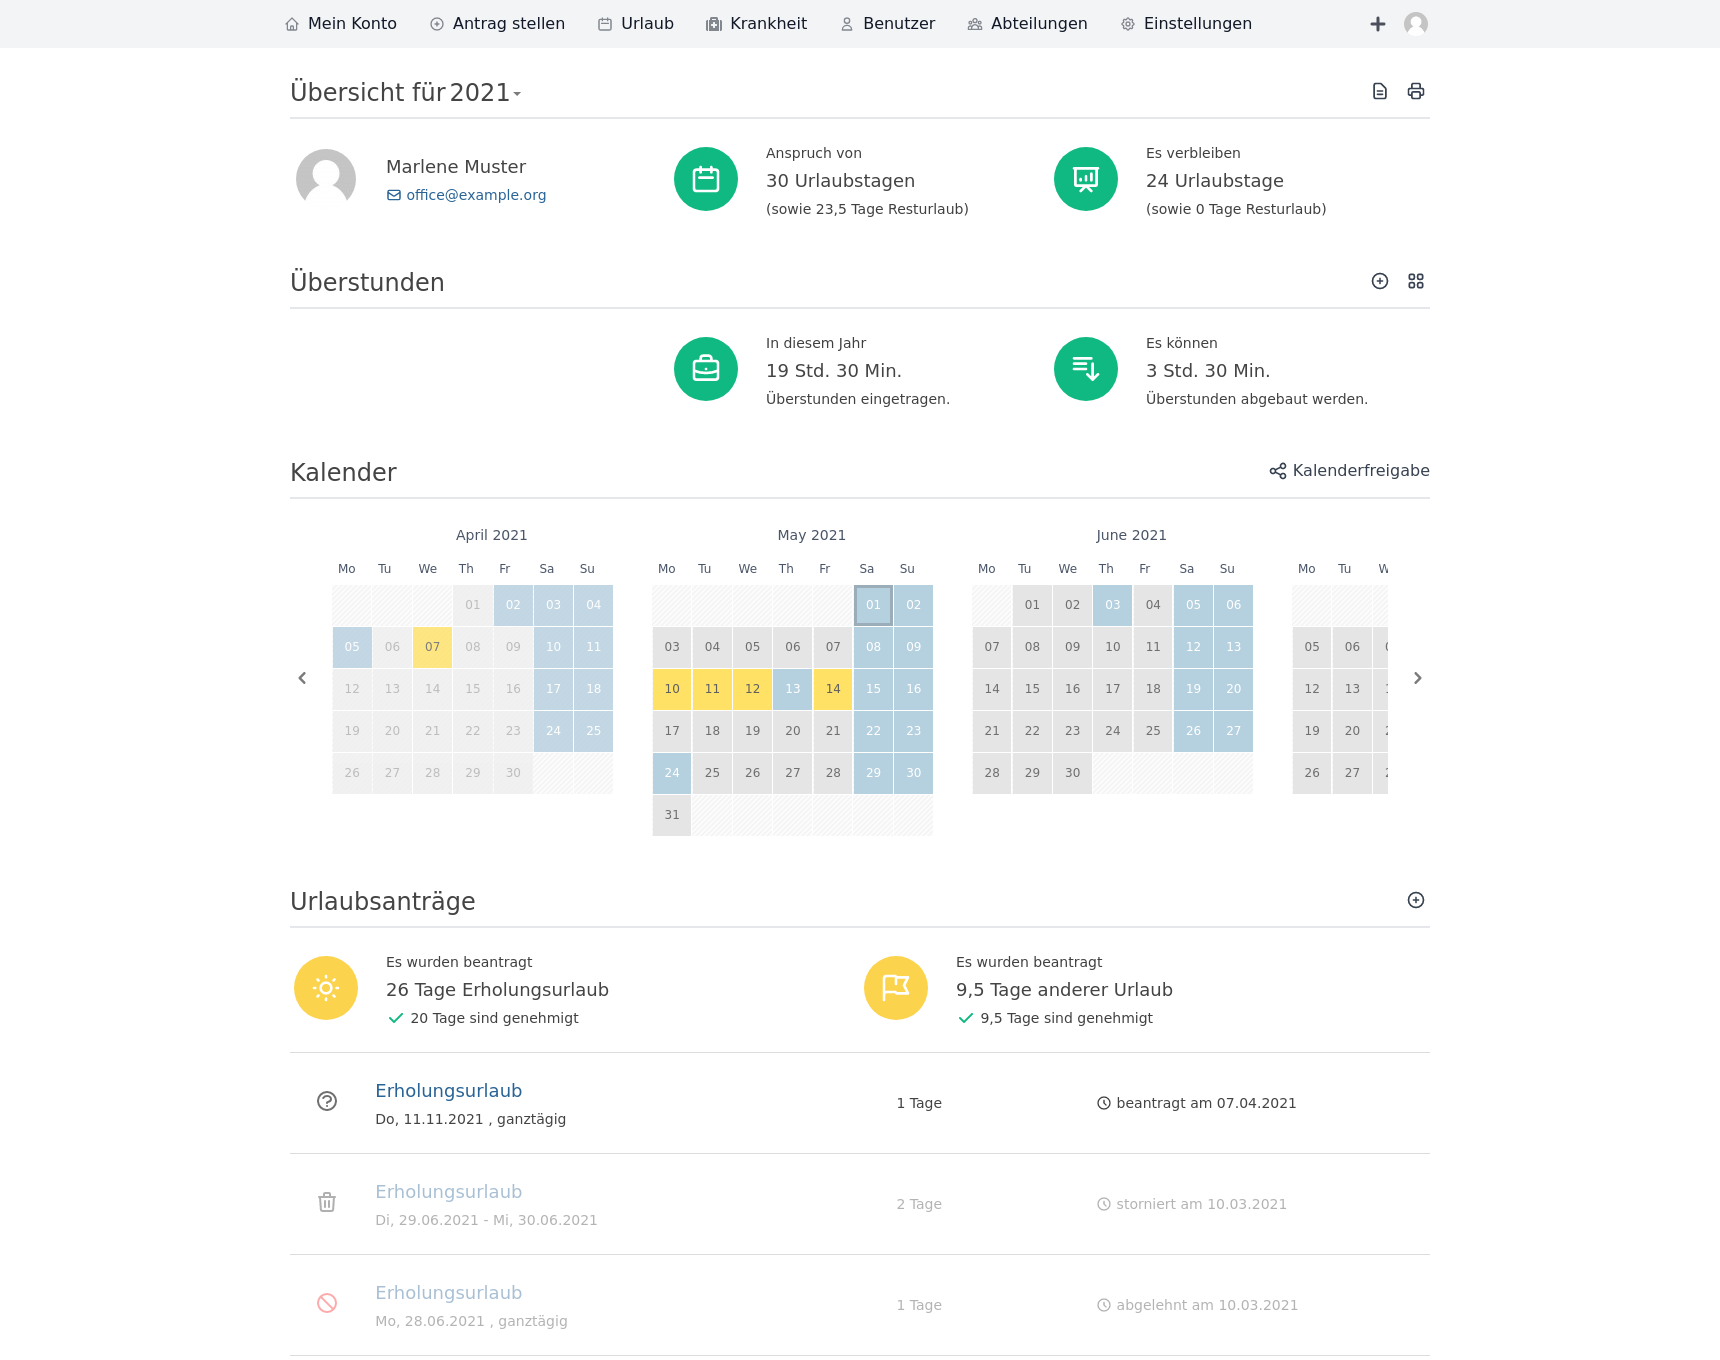 Mein Konto Antrag stellen Urlaub Krankheit Benutzer Abteilungen Einstellungen
Übersicht für 2021
Marlene Muster
office@example.org
Anspruch von
30 Urlaubstagen
(sowie 23,5 Tage Resturlaub)
Es verbleiben
24 Urlaubstage
(sowie 0 Tage Resturlaub)
Überstunden
In diesem Jahr
19 Std. 30 Min.
Überstunden eingetragen.
Es können
3 Std. 30 Min.
Überstunden abgebaut werden.
Kalender
Kalenderfreigabe
April 2021
Mo Tu We Th Fr Sa Su
01 02 03 04
05 06 07 08 09 10 11
12 13 14 15 16 17 18
19 20 21 22 23 24 25
26 27 28 29 30
May 2021
Mo Tu We Th Fr Sa Su
01 02
03 04 05 06 07 08 09
10 11 12 13 14 15 16
17 18 19 20 21 22 23
24 25 26 27 28 29 30
31
June 2021
Mo Tu We Th Fr Sa Su
01 02 03 04 05 06
07 08 09 10 11 12 13
14 15 16 17 18 19 20
21 22 23 24 25 26 27
28 29 30
Mo Tu
05 06
12 13
19 20
26 27
Urlaubsanträge
Es wurden beantragt
26 Tage Erholungsurlaub
20 Tage sind genehmigt
Es wurden beantragt
9,5 Tage anderer Urlaub
9,5 Tage sind genehmigt
Erholungsurlaub
Do, 11.11.2021 , ganztägig
1 Tage
beantragt am 07.04.2021
Erholungsurlaub
Di, 29.06.2021 - Mi, 30.06.2021
2 Tage
storniert am 10.03.2021
Erholungsurlaub
Mo, 28.06.2021 , ganztägig
1 Tage
abgelehnt am 10.03.2021